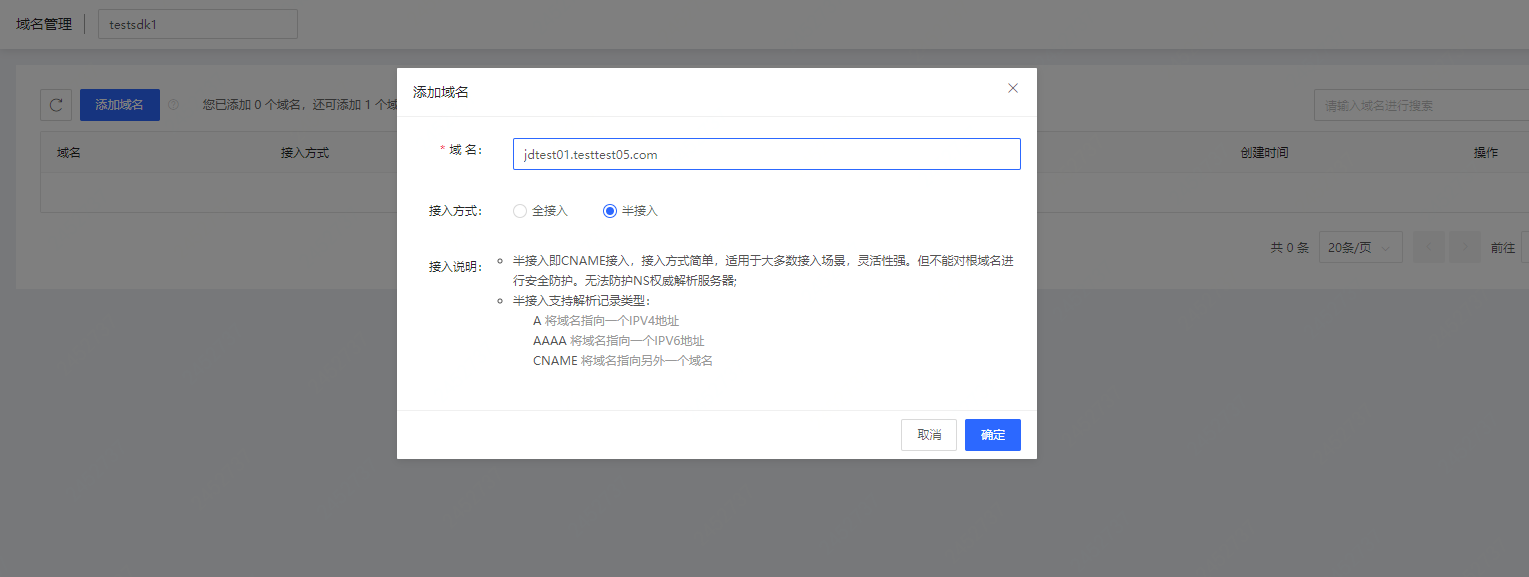 域名管理
testsdk1
添加域名
您已添加 0 个域名，还可添加 1 个域
请输入域名进行搜索
域名
接入方式
创建时间
操作
共 0 条
20条/页
前往
添加域名
* 域 名：
jdtest01.testtest05.com
接入方式：
全接入
半接入
接入说明：
半接入即CNAME接入，接入方式简单，适用于大多数接入场景，灵活性强。但不能对根域名进
行安全防护。无法防护NS权威解析服务器;
半接入支持解析记录类型：
A 将域名指向一个IPV4地址
AAAA 将域名指向一个IPV6地址
CNAME 将域名指向另外一个域名
取消
确定